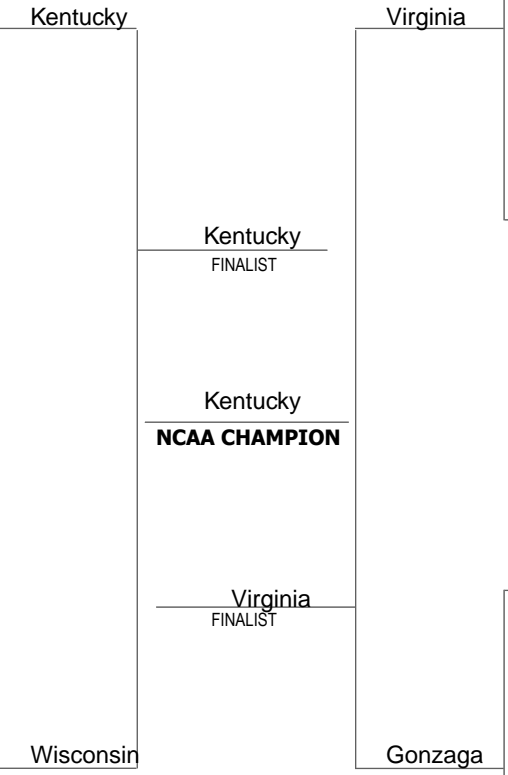 Kentucky
Virginia
Kentucky
FINALIST
Kentucky
NCAA CHAMPION
Virginia
FINALIST
Wisconsin
Gonzaga